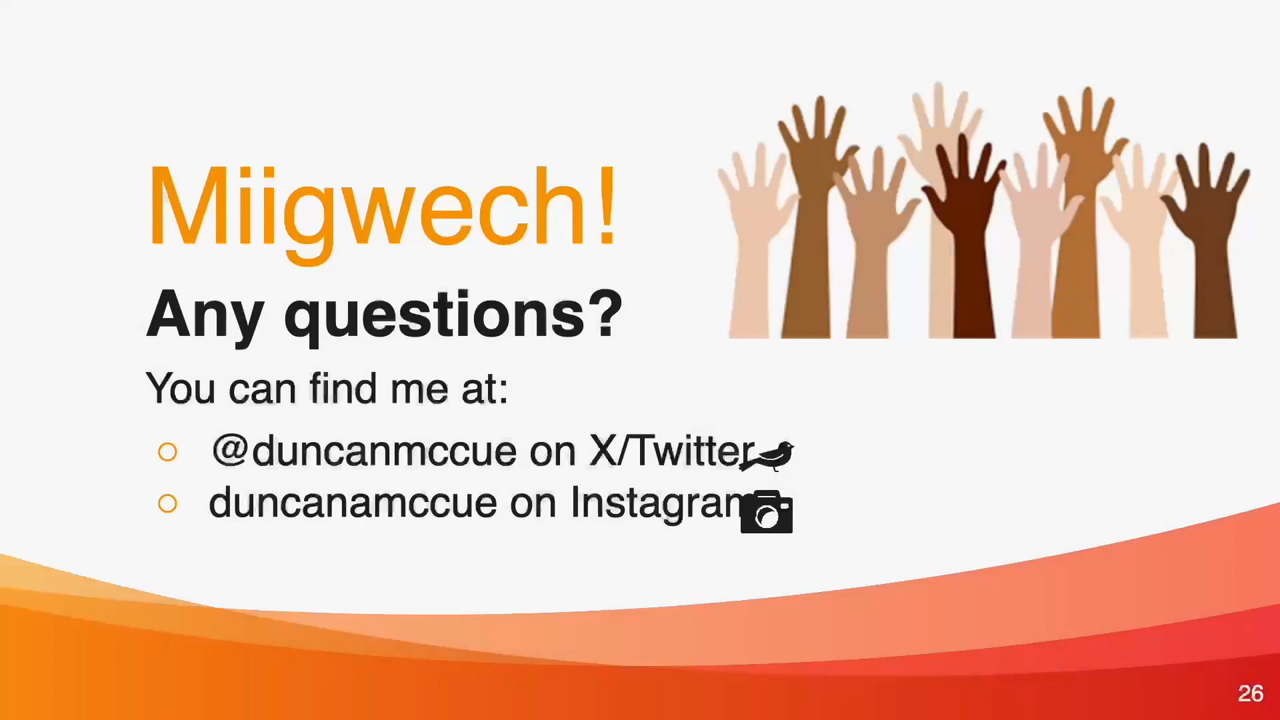 Miigwech!
Any questions?
You can find me at:
@duncanmccue on X/Twitter
duncanamccue on Instagram
26